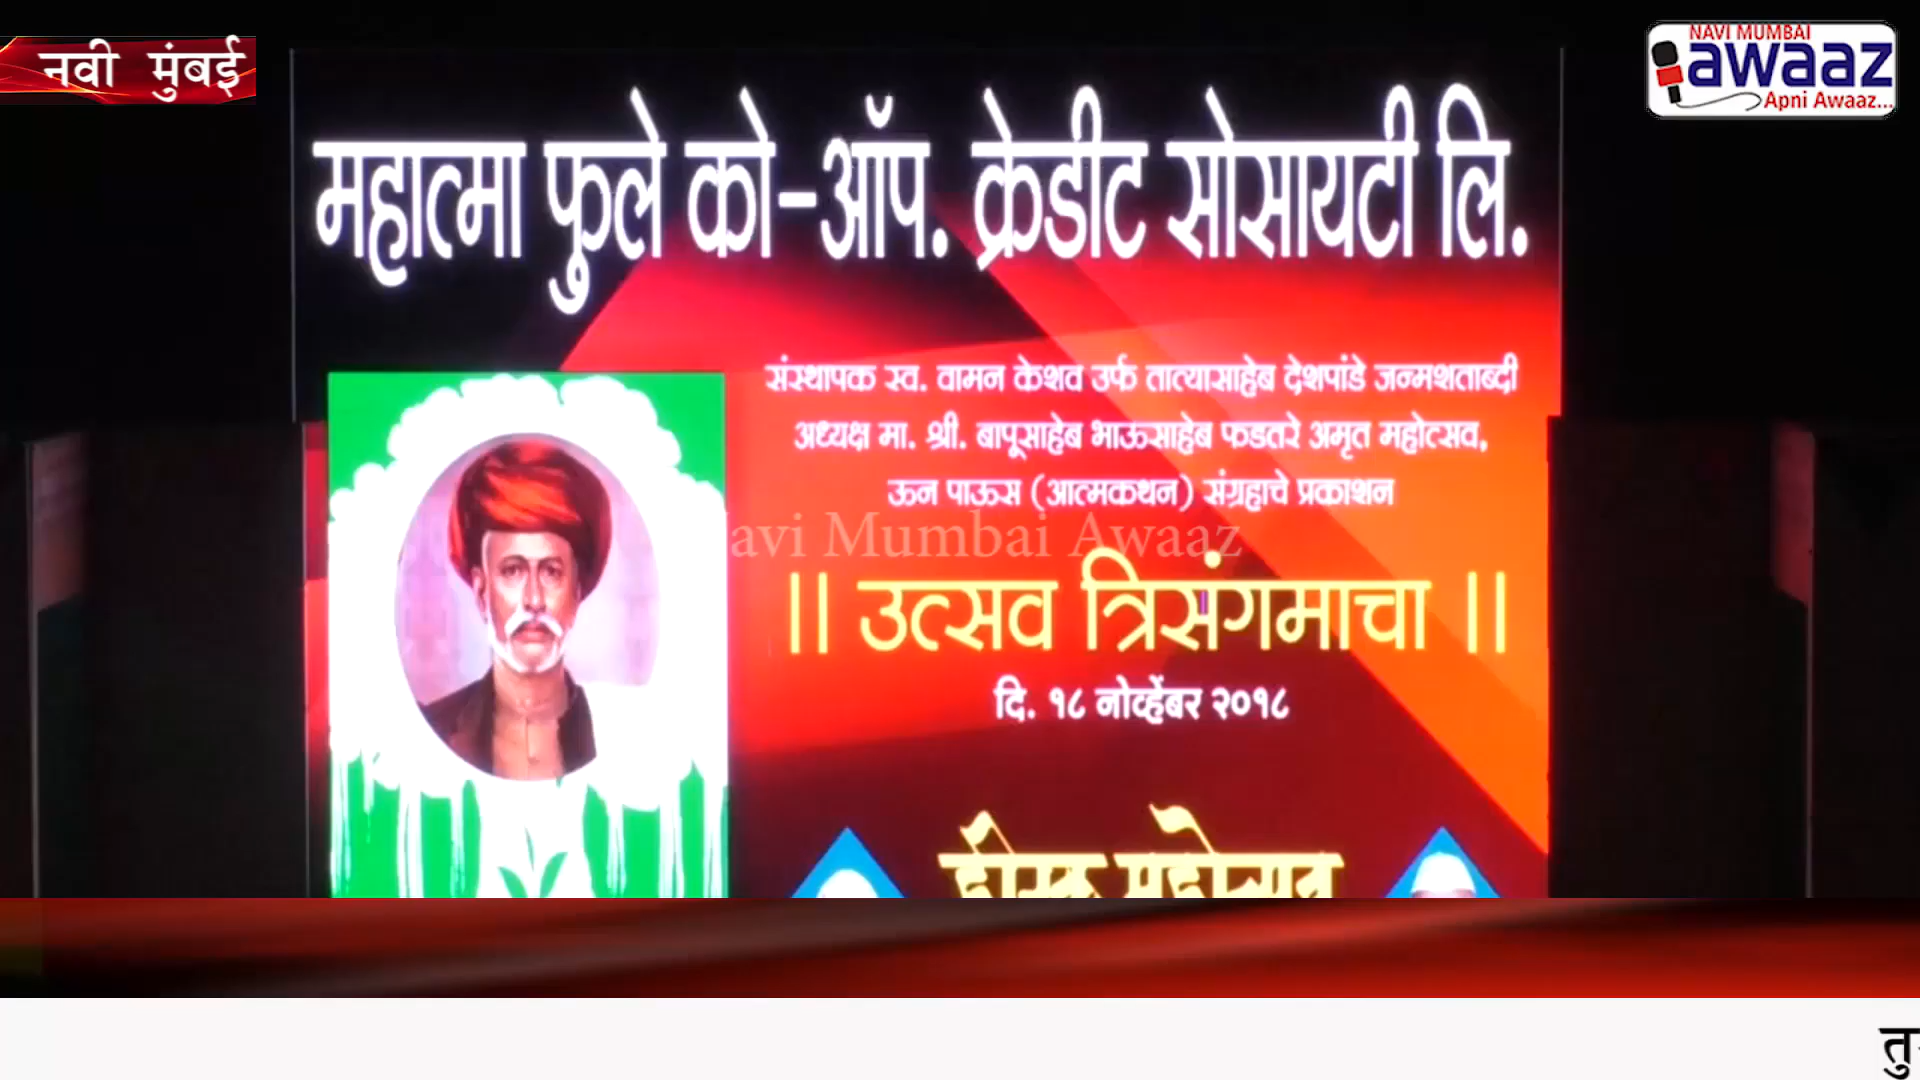 नवी मुंबई
NAVI MUMBAI
awaaz
Apni Awaaz...
महात्मा फुले को-ऑप. क्रेडीट सोसायटी लि.
संस्थापक स्व. वामन केशव उर्फ तात्यासाहेब देशपांडे जन्मशताब्दी
अध्यक्ष मा. श्री. बापूसाहेब भाऊसाहेब फडतरे अमृत महोत्सव,
ऊन पाऊस (आत्मकथन) संग्रहाचे प्रकाशन
Navi Mumbai Awaaz
|| उत्सव त्रिसंगमाचा ||
दि. १८ नोव्हेंबर २०१८